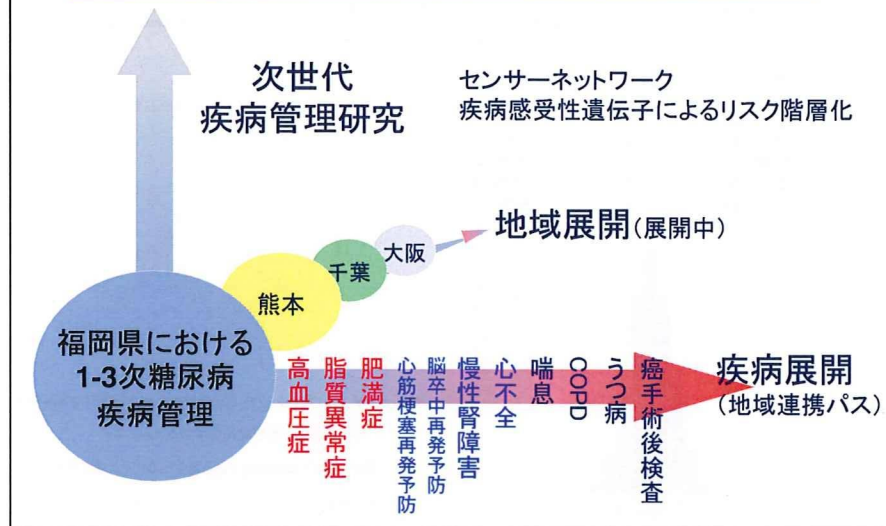 次世代
疾病管理研究
センサーネットワーク
疾病感受性遺伝子によるリスク階層化
地域展開(展開中)
大阪
千葉
熊本
福岡県における
1-3次糖尿病
疾病管理
高血圧症
脂質異常症
肥満症
心筋梗塞再発予防
脳卒中再発予防
慢性腎障害
心不全
喘息
COPD
うつ病
癌手術後検査
疾病展開
(地域連携パス)